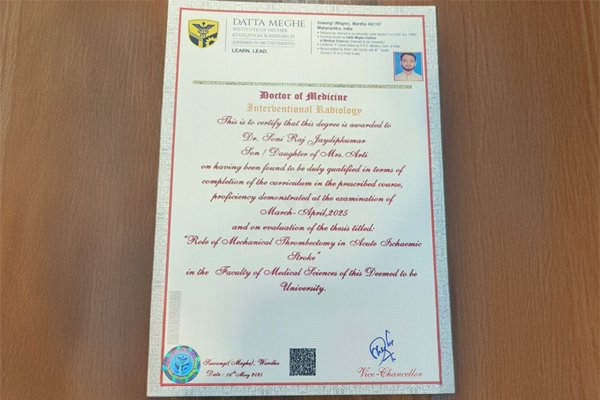 DATTA MEGHE
INSTITUTE OF HIGHER
EDUCATION & RESEARCH
(DEEMED TO BE UNIVERSITY)
LEARN. LEAD.
Sawangi (Meghe), Wardha 442107
Maharashtra, India
Doctor of Medicine
Interventional Radiology
This is to certify that this degree is awarded to
Dr. Soni Raj Jaydipkumar
Son / Daughter of Mrs. Arti
on having been found to be duly qualified in terms of
completion of the curriculum in the prescribed course,
proficiency demonstrated at the examination of
March-April,2025
and on evaluation of the thesis titled:
"Role of Mechanical Thrombectomy in Acute Ischaemic
Stroke"
in the Faculty of Medical Sciences of this Deemed to be
University.
Sawangi(Meghe), Wardha
Date : 06th May 2025
Vice-Chancellor